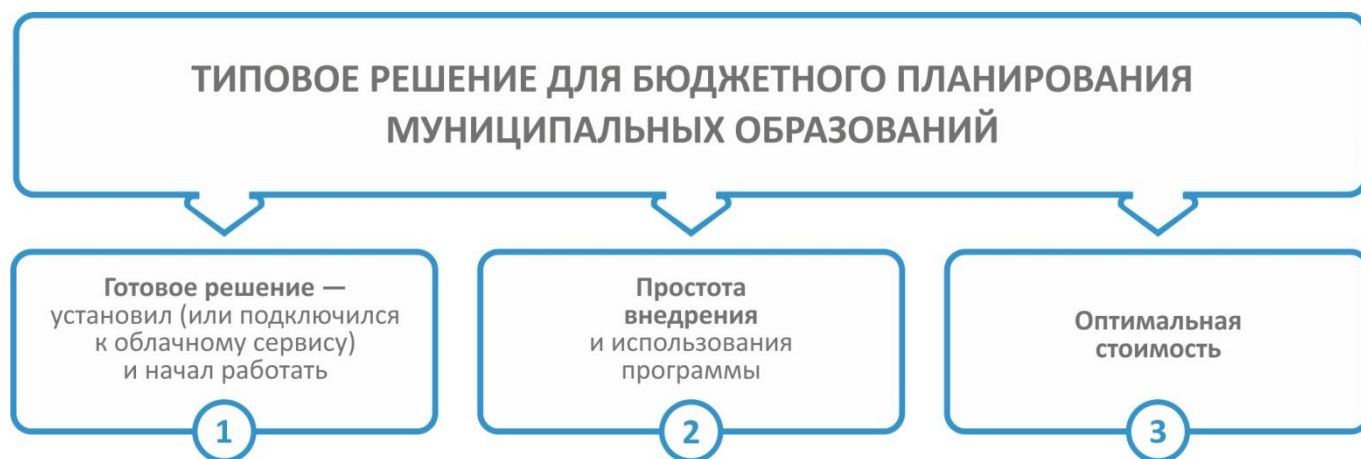 ТИПОВОЕ РЕШЕНИЕ ДЛЯ БЮДЖЕТНОГО ПЛАНИРОВАНИЯ
МУНИЦИПАЛЬНЫХ ОБРАЗОВАНИЙ
Готовое решение —
установил (или подключился
к облачному сервису)
и начал работать
1
Простота
внедрения
и использования
программы
2
Оптимальная
стоимость
3